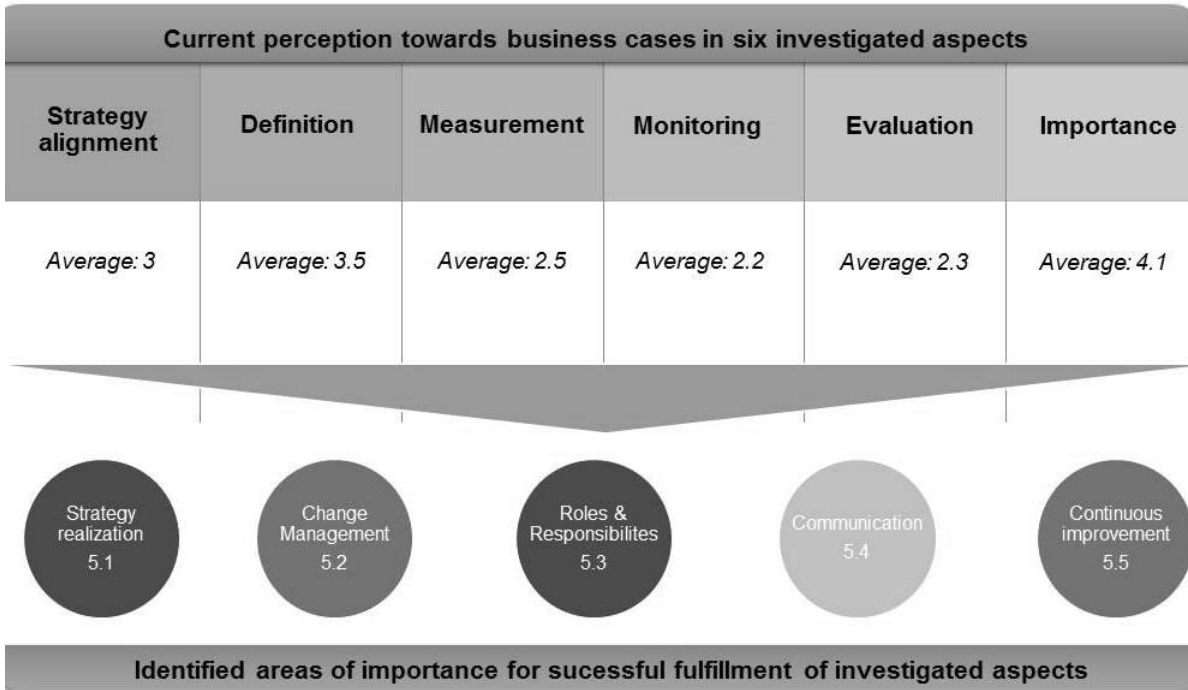 Current perception towards business cases in six investigated aspects
Strategy
alignment
Definition
Measurement
Monitoring
Evaluation
Importance
Average: 3
Average: 3.5
Average: 2.5
Average: 2.2
Average: 2.3
Average: 4.1
Strategy
realization
5.1
Change
Management
5.2
Roles &
Responsibilites
5.3
Communication
5.4
Continuous
improvement
5.5
Identified areas of importance for sucessful fulfillment of investigated aspects